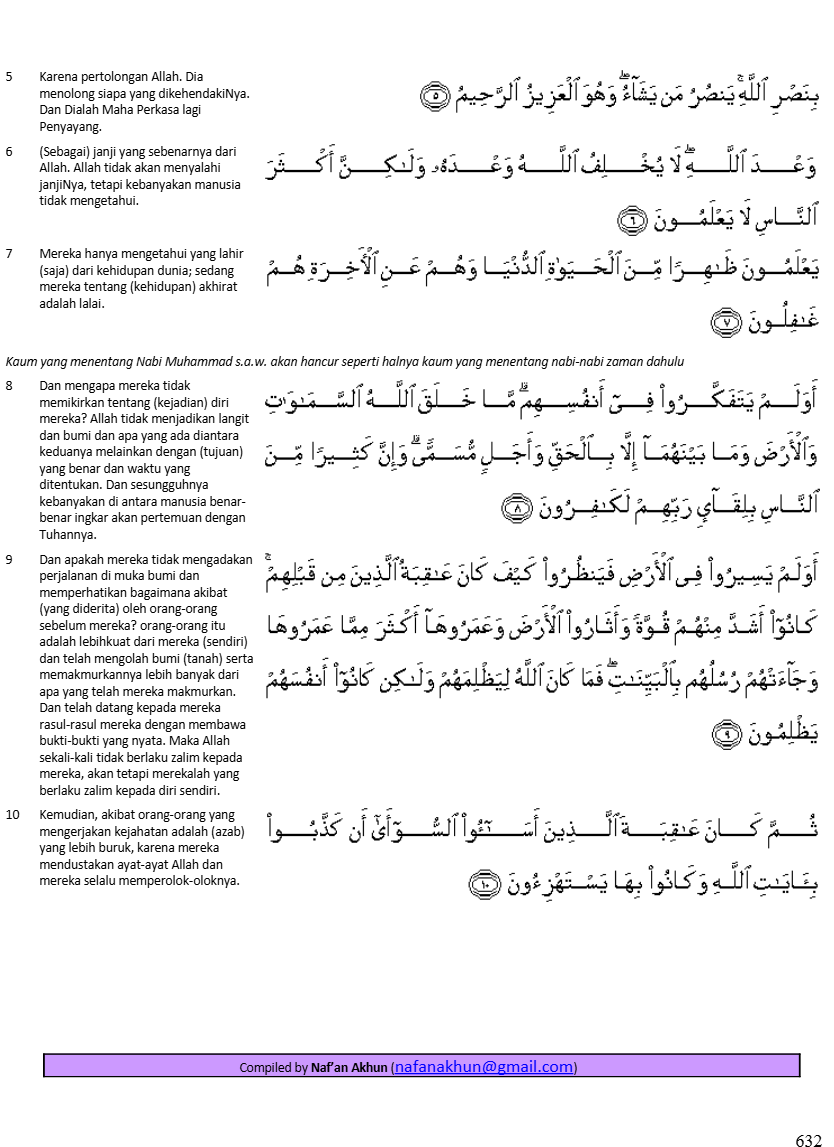 5 Karena pertolongan Allah. Dia
menolong siapa yang dikehendakiNya.
Dan Dialah Maha Perkasa lagi
Penyayang.
بِنَصْرِ ٱللَّهِ ۚ يَنصُرُ مَن يَشَآءُ ۖ وَهُوَ ٱلْعَزِيزُ ٱلرَّحِيمُ ٥
6 (Sebagai) janji yang sebenarnya dari
Allah. Allah tidak akan menyalahi
janjiNya, tetapi kebanyakan manusia
tidak mengetahui.
وَعْدَ ٱللَّهِ ۖ لَا يُخْلِفُ ٱللَّهُ وَعْدَهُۥ وَلَـٰكِنَّ أَكْثَرَ
ٱلنَّاسِ لَا يَعْلَمُونَ ٦
7 Mereka hanya mengetahui yang lahir
(saja) dari kehidupan dunia; sedang
mereka tentang (kehidupan) akhirat
adalah lalai.
يَعْلَمُونَ ظَـٰهِرًا مِّنَ ٱلْحَيَوٰةِ ٱلدُّنْيَا وَهُمْ عَنِ ٱلْأَخِرَةِ هُمْ
غَـٰفِلُونَ ٧
Kaum yang menentang Nabi Muhammad s.a.w. akan hancur seperti halnya kaum yang menentang nabi-nabi zaman dahulu
8 Dan mengapa mereka tidak
memikirkan tentang (kejadian) diri
mereka? Allah tidak menjadikan langit
dan bumi dan apa yang ada diantara
keduanya melainkan dengan (tujuan)
yang benar dan waktu yang
ditentukan. Dan sesungguhnya
kebanyakan di antara manusia benar-
benar ingkar akan pertemuan dengan
Tuhannya.
أَوَلَمْ يَتَفَكَّرُوا۟ فِىٓ أَنفُسِهِم ۗ مَّا خَلَقَ ٱللَّهُ ٱلسَّمَـٰوَٰتِ
وَٱلْأَرْضَ وَمَا بَيْنَهُمَآ إِلَّا بِٱلْحَقِّ وَأَجَلٍ مُّسَمًّى ۗ وَإِنَّ كَثِيرًا مِّنَ
ٱلنَّاسِ بِلِقَآئِ رَبِّهِمْ لَكَـٰفِرُونَ ٨
9 Dan apakah mereka tidak mengadakan
perjalanan di muka bumi dan
memperhatikan bagaimana akibat
(yang diderita) oleh orang-orang
sebelum mereka? orang-orang itu
adalah lebihkuat dari mereka (sendiri)
dan telah mengolah bumi (tanah) serta
memakmurkannya lebih banyak dari
apa yang telah mereka makmurkan.
Dan telah datang kepada mereka
rasul-rasul mereka dengan membawa
bukti-bukti yang nyata. Maka Allah
sekali-kali tidak berlaku zalim kepada
mereka, akan tetapi merekalah yang
berlaku zalim kepada diri sendiri.
أَوَلَمْ يَسِيرُوا۟ فِى ٱلْأَرْضِ فَيَنظُرُوا۟ كَيْفَ كَانَ عَـٰقِبَةُ ٱلَّذِينَ مِن قَبْلِهِمْ ۚ
كَانُوٓا۟ أَشَدَّ مِنْهُمْ قُوَّةً وَأَثَارُوا۟ ٱلْأَرْضَ وَعَمَرُوهَآ أَكْثَرَ مِمَّا عَمَرُوهَا
وَجَآءَتْهُمْ رُسُلُهُم بِٱلْبَيِّنَـٰتِ ۖ فَمَا كَانَ ٱللَّهُ لِيَظْلِمَهُمْ وَلَـٰكِن كَانُوٓا۟ أَنفُسَهُمْ
يَظْلِمُونَ ٩
10 Kemudian, akibat orang-orang yang
mengerjakan kejahatan adalah (azab)
yang lebih buruk, karena mereka
mendustakan ayat-ayat Allah dan
mereka selalu memperolok-oloknya.
ثُمَّ كَانَ عَـٰقِبَةَ ٱلَّذِينَ أَسَـٰٓـُٔوا۟ ٱلسُّوٓأَىٰٓ أَن كَذَّبُوا۟
بِـَٔايَـٰتِ ٱللَّهِ وَكَانُوا۟ بِهَا يَسْتَهْزِءُونَ ١٠
Compiled by Naf’an Akhun (nafanakhun@gmail.com)
632